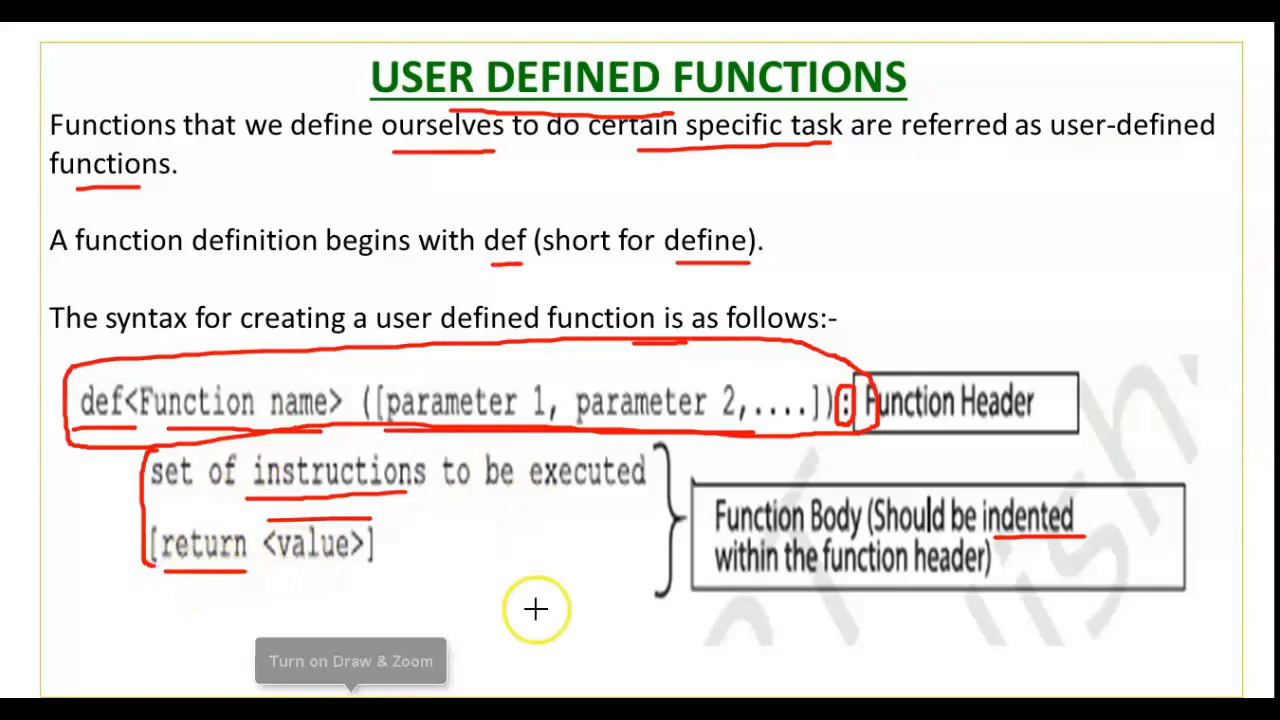 USER DEFINED FUNCTIONS
Functions that we define ourselves to do certain specific task are referred as user-defined
functions.
A function definition begins with def (short for define).
The syntax for creating a user defined function is as follows:-
def<Function name> ([parameter 1, parameter 2,....]) : Function Header
set of instructions to be executed
[return <value>]
Function Body (Should be indented
within the function header)
Turn on Draw & Zoom